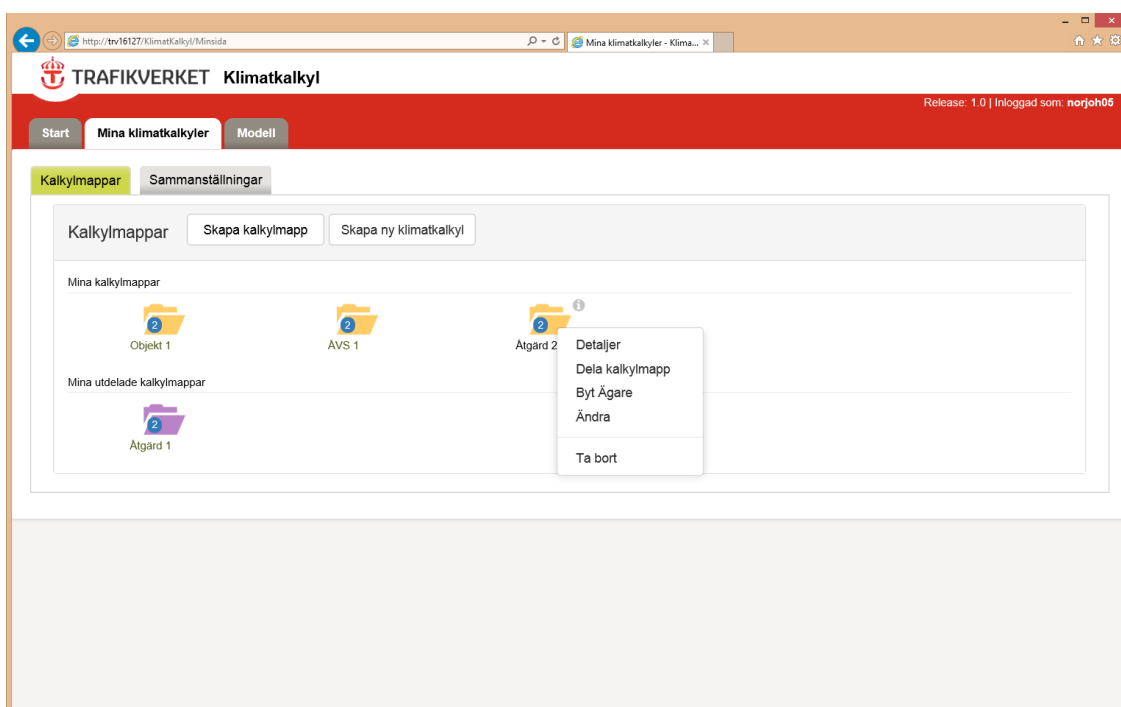 http://trv16127/KlimatKalkyl/Minsida
Mina klimatkalkyler - Klima...
TRAFIKVERKET Klimatkalkyl
Release: 1.0 | Inloggad som: norjoh05
Start Mina klimatkalkyler Modell
Kalkylmappar Sammanställningar
Kalkylmappar Skapa kalkylmapp Skapa ny klimatkalkyl
Mina kalkylmappar
2 2 2
Objekt 1 ÅVS 1 Åtgärd 2
Detaljer
Dela kalkylmapp
Byt Ägare
Ändra
Ta bort
Mina utdelade kalkylmappar
2
Åtgärd 1